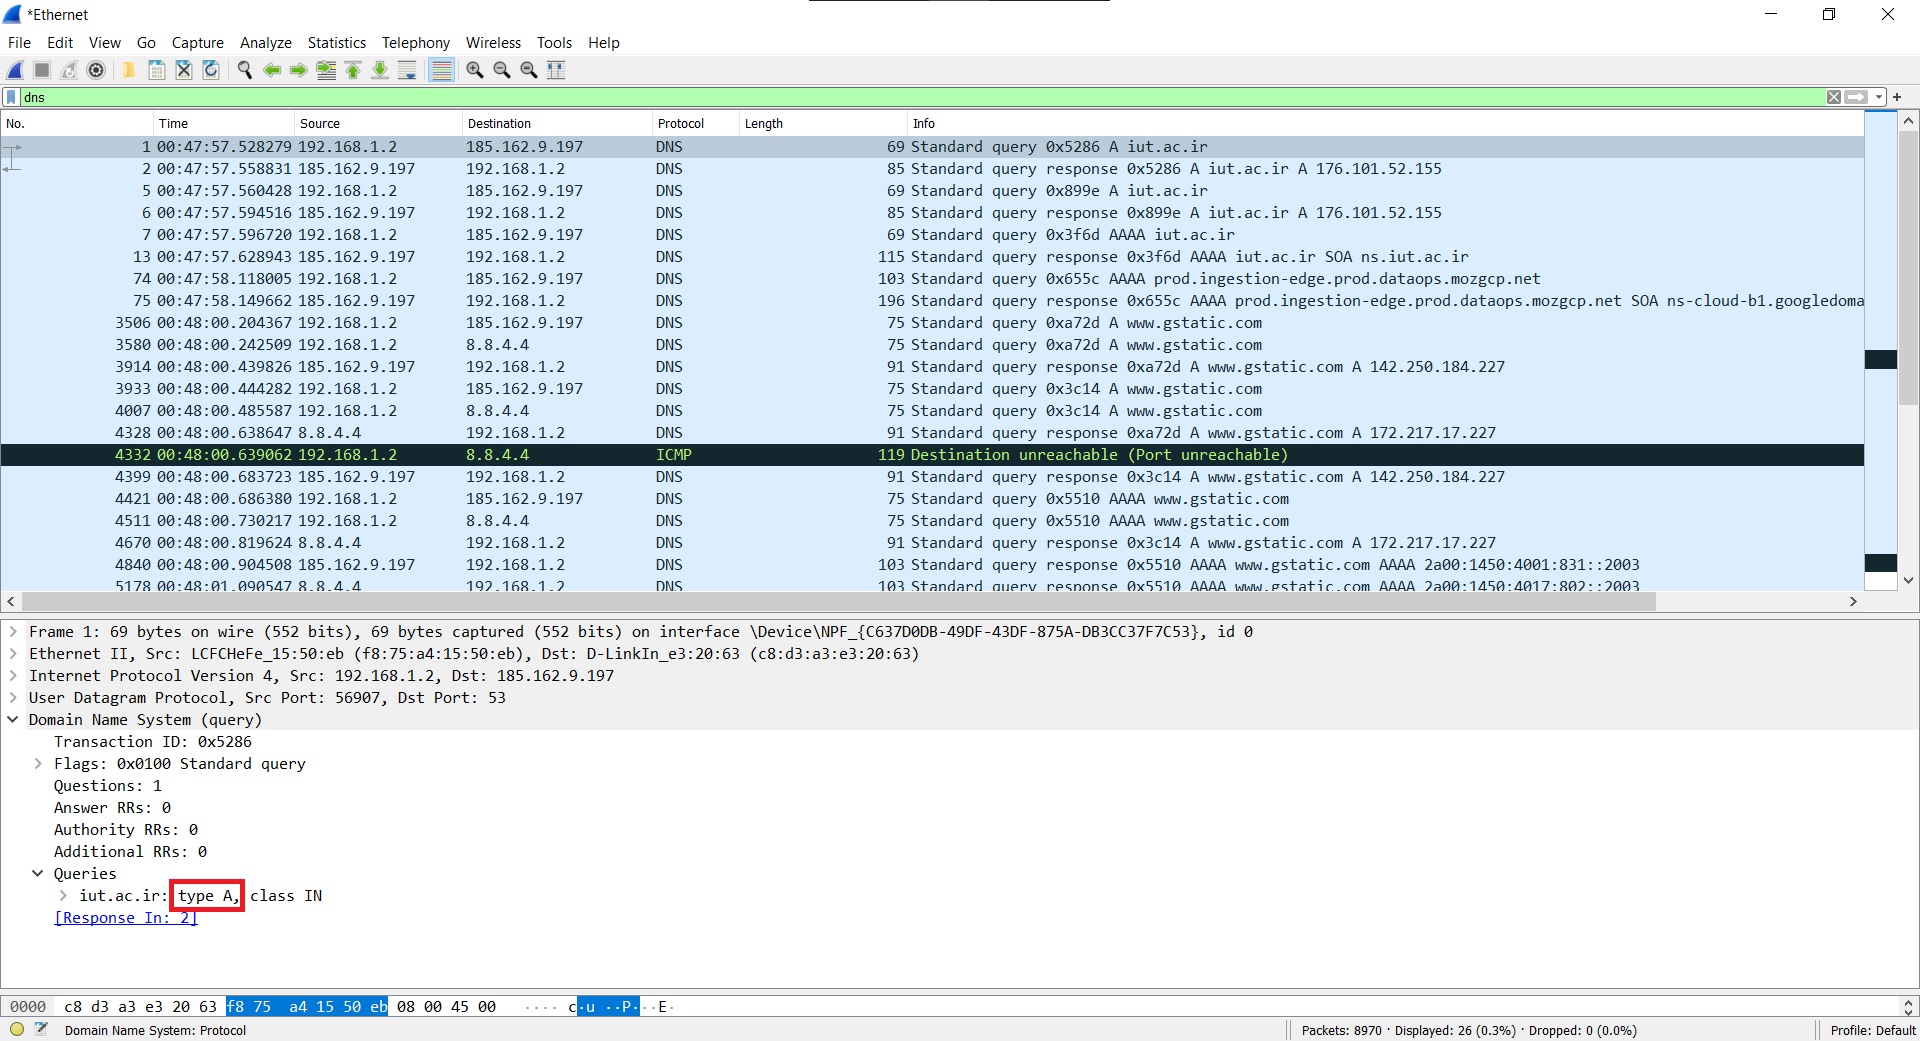 *Ethernet
File Edit View Go Capture Analyze Statistics Telephony Wireless Tools Help
dns
No. Time Source Destination Protocol Length Info
1 00:47:57.528279 192.168.1.2 185.162.9.197 DNS 69 Standard query 0x5286 A iut.ac.ir
2 00:47:57.558831 185.162.9.197 192.168.1.2 DNS 85 Standard query response 0x5286 A iut.ac.ir A 176.101.52.155
5 00:47:57.560428 192.168.1.2 185.162.9.197 DNS 69 Standard query 0x899e A iut.ac.ir
6 00:47:57.594516 185.162.9.197 192.168.1.2 DNS 85 Standard query response 0x899e A iut.ac.ir A 176.101.52.155
7 00:47:57.596720 192.168.1.2 185.162.9.197 DNS 69 Standard query 0x3f6d AAAA iut.ac.ir
13 00:47:57.628943 185.162.9.197 192.168.1.2 DNS 115 Standard query response 0x3f6d AAAA iut.ac.ir SOA ns.iut.ac.ir
74 00:47:58.118005 192.168.1.2 185.162.9.197 DNS 103 Standard query 0x655c AAAA prod.ingestion-edge.prod.dataops.mozgcp.net
75 00:47:58.149662 185.162.9.197 192.168.1.2 DNS 196 Standard query response 0x655c AAAA prod.ingestion-edge.prod.dataops.mozgcp.net SOA ns-cloud-b1.googledoma
3506 00:48:00.204367 192.168.1.2 185.162.9.197 DNS 75 Standard query 0xa72d A www.gstatic.com
3580 00:48:00.242509 192.168.1.2 8.8.4.4 DNS 75 Standard query 0xa72d A www.gstatic.com
3914 00:48:00.439826 185.162.9.197 192.168.1.2 DNS 91 Standard query response 0xa72d A www.gstatic.com A 142.250.184.227
3933 00:48:00.444282 192.168.1.2 185.162.9.197 DNS 75 Standard query 0x3c14 A www.gstatic.com
4007 00:48:00.485587 192.168.1.2 8.8.4.4 DNS 75 Standard query 0x3c14 A www.gstatic.com
4328 00:48:00.638647 8.8.4.4 192.168.1.2 DNS 91 Standard query response 0xa72d A www.gstatic.com A 172.217.17.227
4332 00:48:00.639062 192.168.1.2 8.8.4.4 ICMP 119 Destination unreachable (Port unreachable)
4399 00:48:00.683723 185.162.9.197 192.168.1.2 DNS 91 Standard query response 0x3c14 A www.gstatic.com A 142.250.184.227
4421 00:48:00.686380 192.168.1.2 185.162.9.197 DNS 75 Standard query 0x5510 AAAA www.gstatic.com
4511 00:48:00.730217 192.168.1.2 8.8.4.4 DNS 75 Standard query 0x5510 AAAA www.gstatic.com
4670 00:48:00.819624 8.8.4.4 192.168.1.2 DNS 91 Standard query response 0x3c14 A www.gstatic.com A 172.217.17.227
4840 00:48:00.904508 185.162.9.197 192.168.1.2 DNS 103 Standard query response 0x5510 AAAA www.gstatic.com AAAA 2a00:1450:4001:831::2003
5178 00:48:01.090547 8.8.4.4 192.168.1.2 DNS 103 Standard query response 0x5510 AAAA www.gstatic.com AAAA 2a00:1450:4017:802::2003
Frame 1: 69 bytes on wire (552 bits), 69 bytes captured (552 bits) on interface \Device\NPF_{C637D0DB-49DF-43DF-875A-DB3CC37F7C53}, id 0
Ethernet II, Src: LCFCHeFe_15:50:eb (f8:75:a4:15:50:eb), Dst: D-LinkIn_e3:20:63 (c8:d3:a3:e3:20:63)
Internet Protocol Version 4, Src: 192.168.1.2, Dst: 185.162.9.197
User Datagram Protocol, Src Port: 56907, Dst Port: 53
Domain Name System (query)
Transaction ID: 0x5286
Flags: 0x0100 Standard query
Questions: 1
Answer RRs: 0
Authority RRs: 0
Additional RRs: 0
Queries
iut.ac.ir: type A, class IN
[Response In: 2]
0000 c8 d3 a3 e3 20 63 f8 75 a4 15 50 eb 08 00 45 00 ···· c·u ··P···E·
Domain Name System: Protocol Packets: 8970 · Displayed: 26 (0.3%) · Dropped: 0 (0.0%) Profile: Default